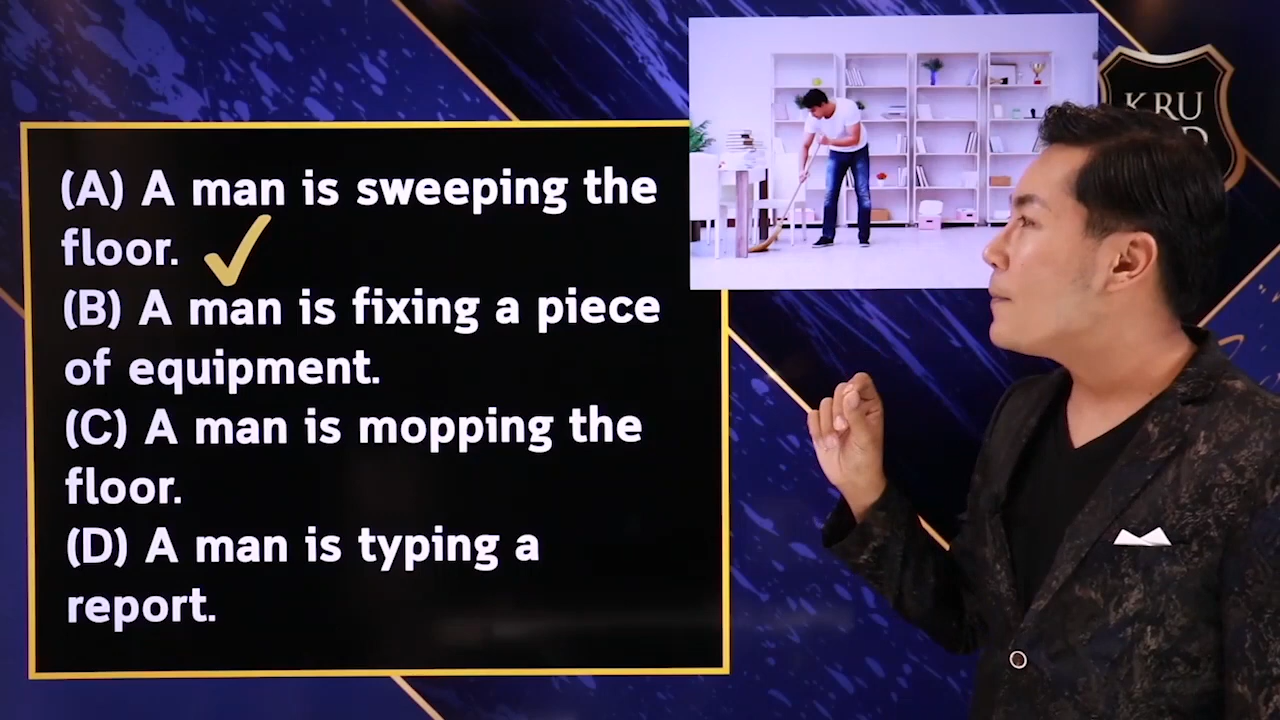 (A) A man is sweeping the
floor.
(B) A man is fixing a piece
of equipment.
(C) A man is mopping the
floor.
(D) A man is typing a
report.
KRU